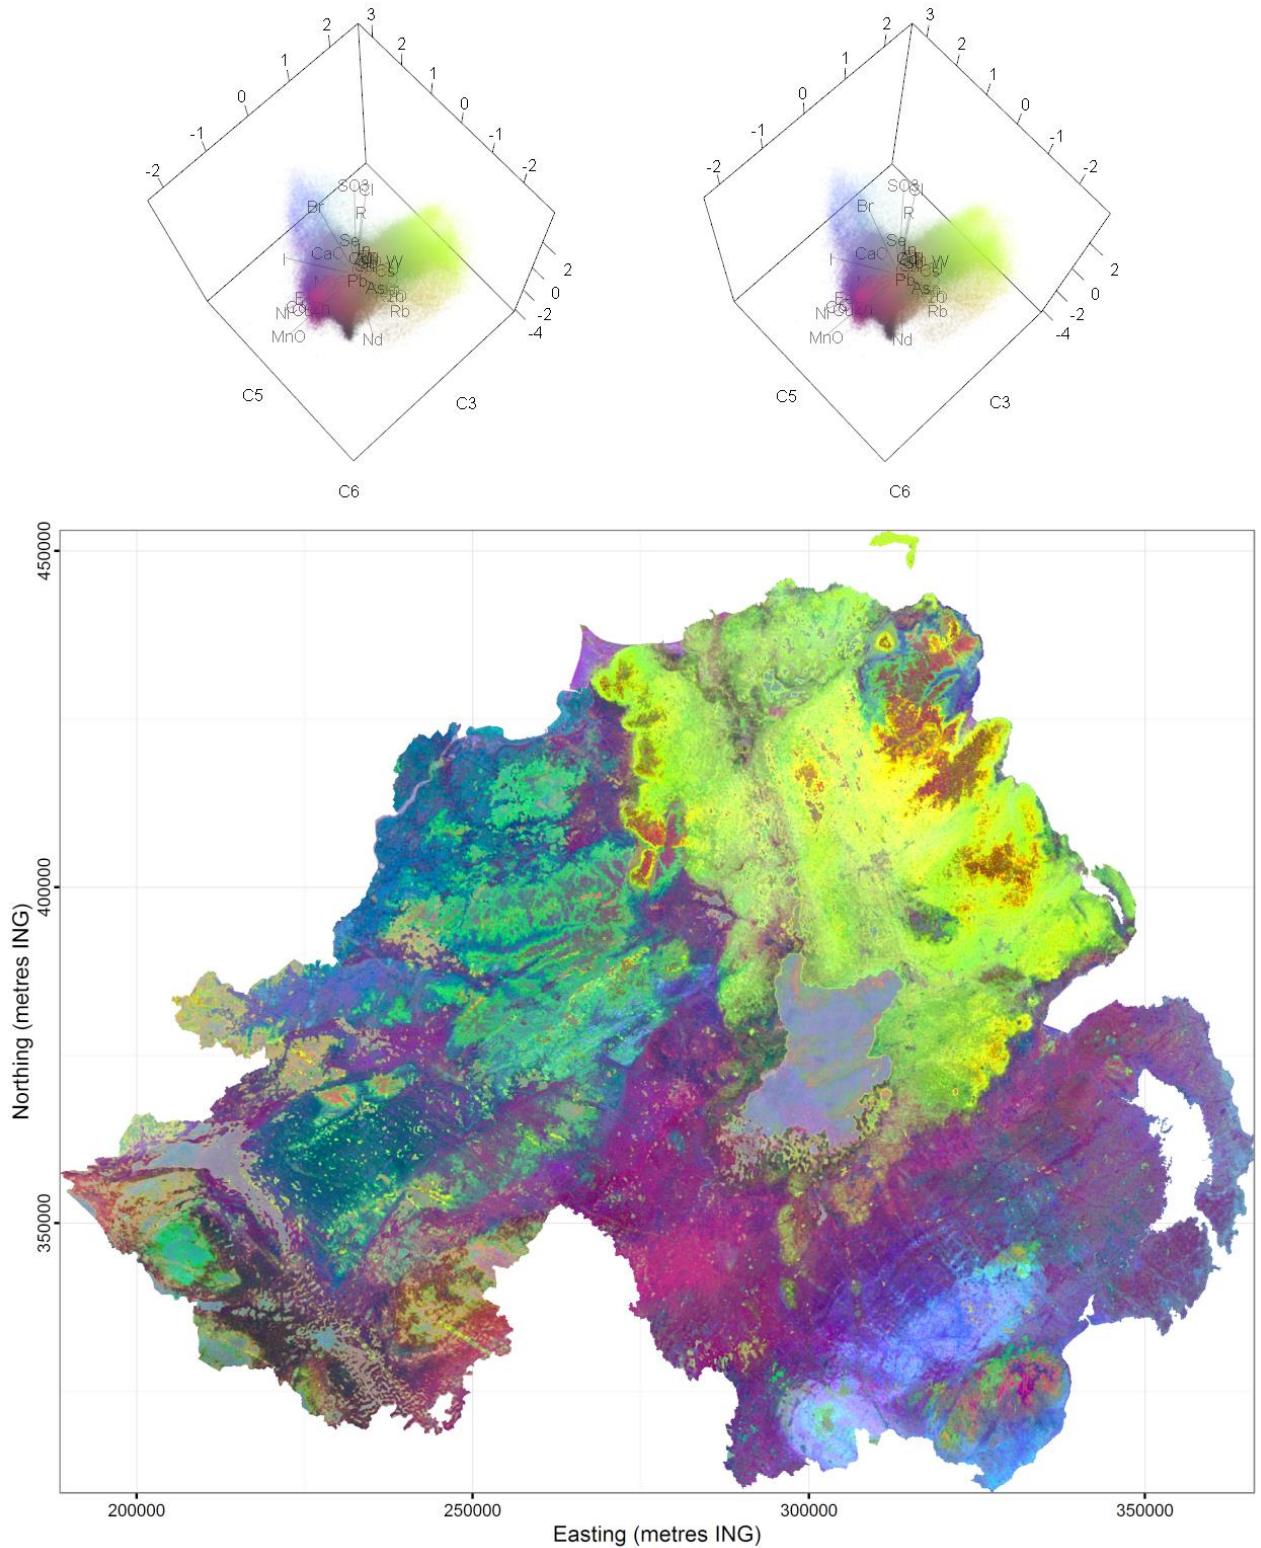 3
2
1
0
-1
-2
2
1
0
-1
-2
2
0
-2
-4
SO3
Br
R
Se
CaO
I
Pb
As
Rb
MnO
Nd
C5
C3
C6
3
2
1
0
-1
-2
2
1
0
-1
-2
2
0
-2
-4
SO3
Br
R
Se
CaO
I
Pb
As
Rb
MnO
Nd
C5
C3
C6
450000
400000
350000
Northing (metres ING)
200000
250000
300000
350000
Easting (metres ING)